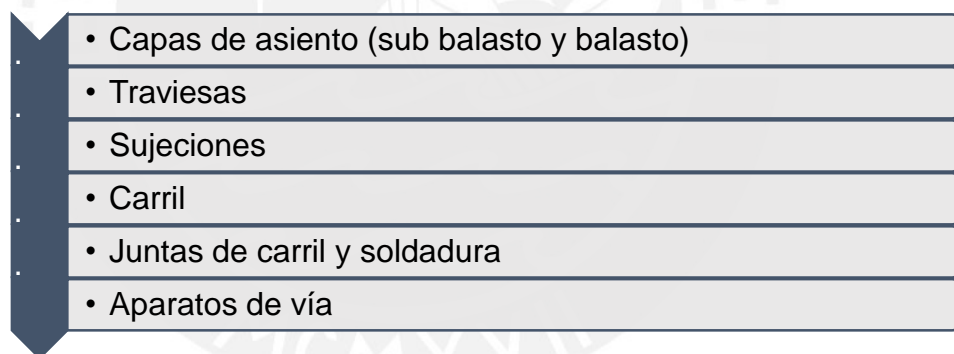 • Capas de asiento (sub balasto y balasto)
• Traviesas
• Sujeciones
• Carril
• Juntas de carril y soldadura
• Aparatos de vía